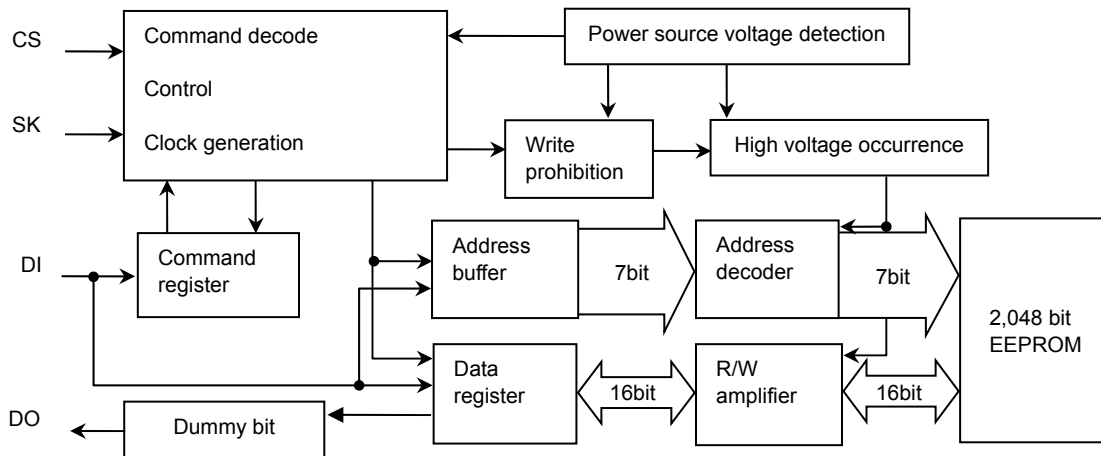 CS
Command decode
Power source voltage detection
Control
SK
Clock generation
Write
prohibition
High voltage occurrence
DI
Command
register
Address
buffer
7bit
Address
decoder
7bit
2,048 bit
EEPROM
Data
register
16bit
R/W
amplifier
16bit
DO
Dummy bit